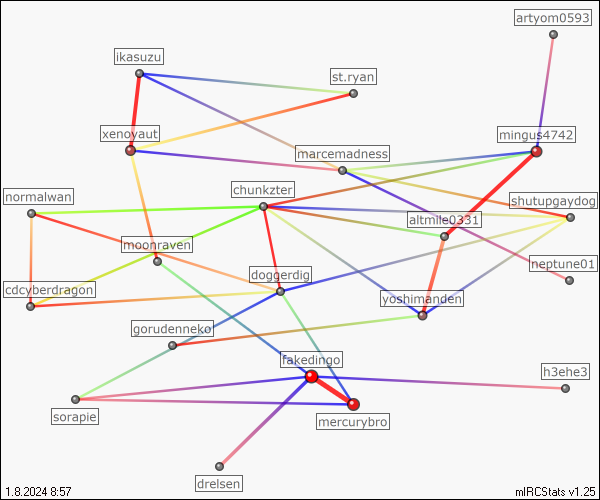 artyom0593
ikasuzu
st.ryan
xenoyaut
mingus4742
marcemadness
chunkzter
normalwan
shutupgaydog
altmile0331
moonraven
neptune01
doggerdig
cdcyberdragon
yoshimanden
gorudenneko
fakedingo
h3ehe3
sorapie
mercurybro
drelsen
1.8.2024 8:57
mIRCStats v1.25